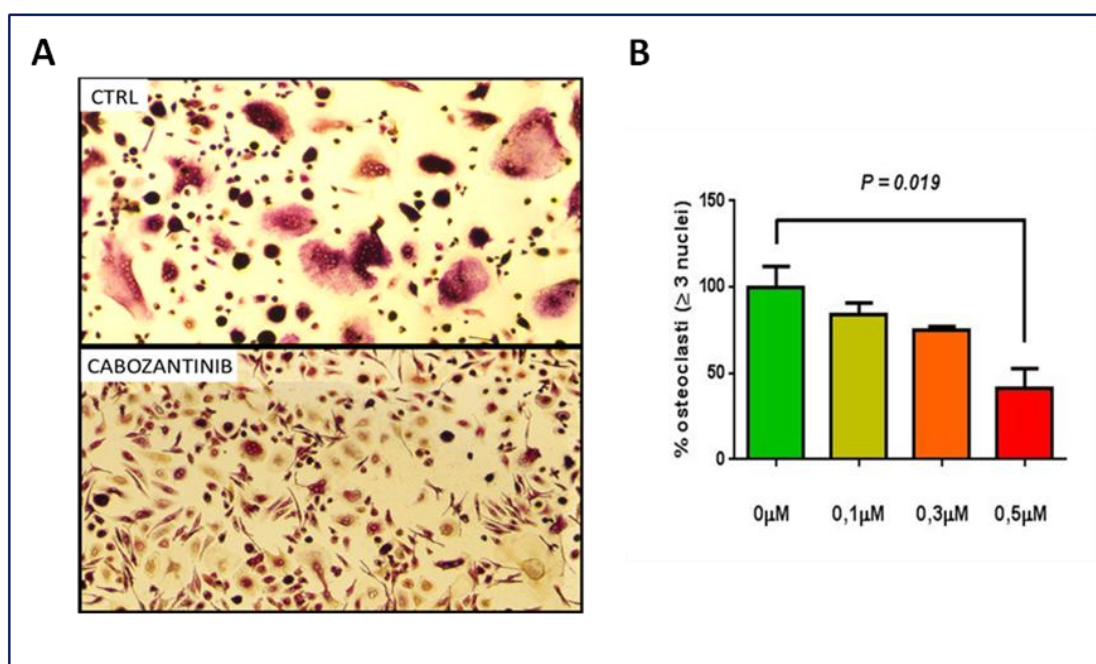 A
B
CTRL
CABOZANTINIB
P = 0.019
% osteoclasti (≥ 3 nuclei)
150
100
50
0
0µM 0,1µM 0,3µM 0,5µM